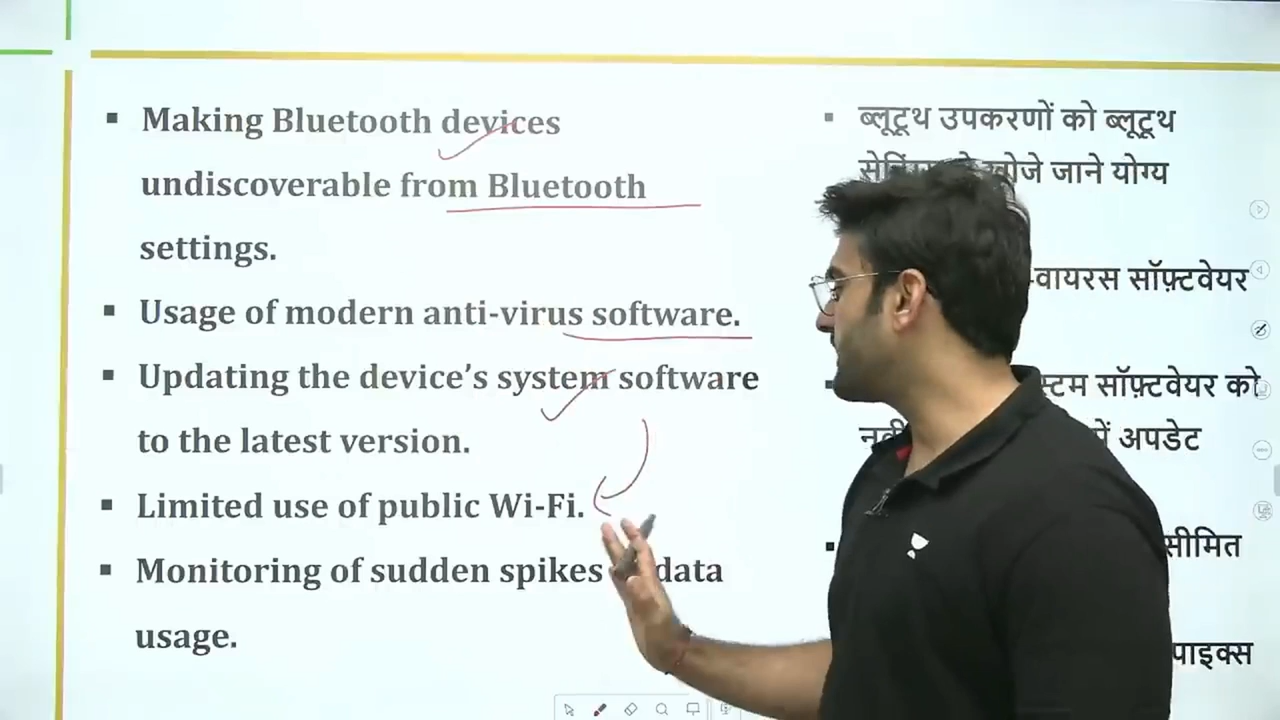 Making Bluetooth devices
undiscoverable from Bluetooth
settings.
Usage of modern anti-virus software.
Updating the device's system software
to the latest version.
Limited use of public Wi-Fi.
Monitoring of sudden spikes data
usage.
ब्लूटूथ उपकरणों को ब्लूटूथ
खोजे जाने योग्य
-वायरस सॉफ़्टवेयर
सॉफ़्टवेयर को
अपडेट
सीमित